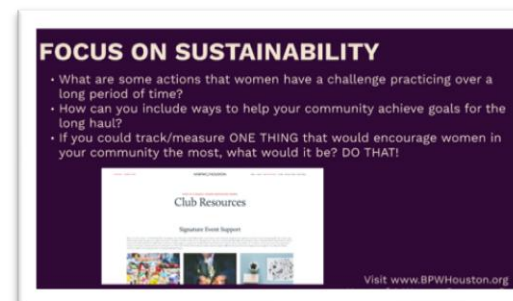 FOCUS ON SUSTAINABILITY
• What are some actions that women have a challenge practicing over a
long period of time?
• How can you include ways to help your community achieve goals for the
long haul?
• If you could track/measure ONE THING that would encourage women in
your community the most, what would it be? DO THAT!
Club Resources
Signature Event Support
Visit www.BPWHouston.org